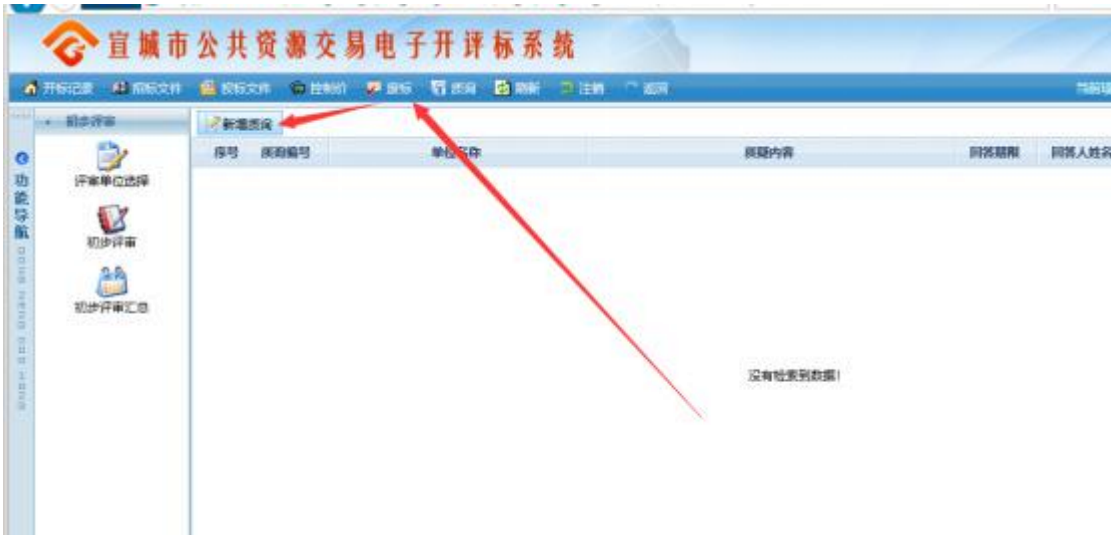 宣城市公共资源交易电子开评标系统
开标记录 招标文件 投标文件 控制价 废标 质询 刷新 注销 返回
初步评审
新增质询
序号 质询编号 单位名称 质疑内容 回答期限 回答人姓名
功能导航
评审单位选择
初步评审
初步评审汇总
没有检索到数据！